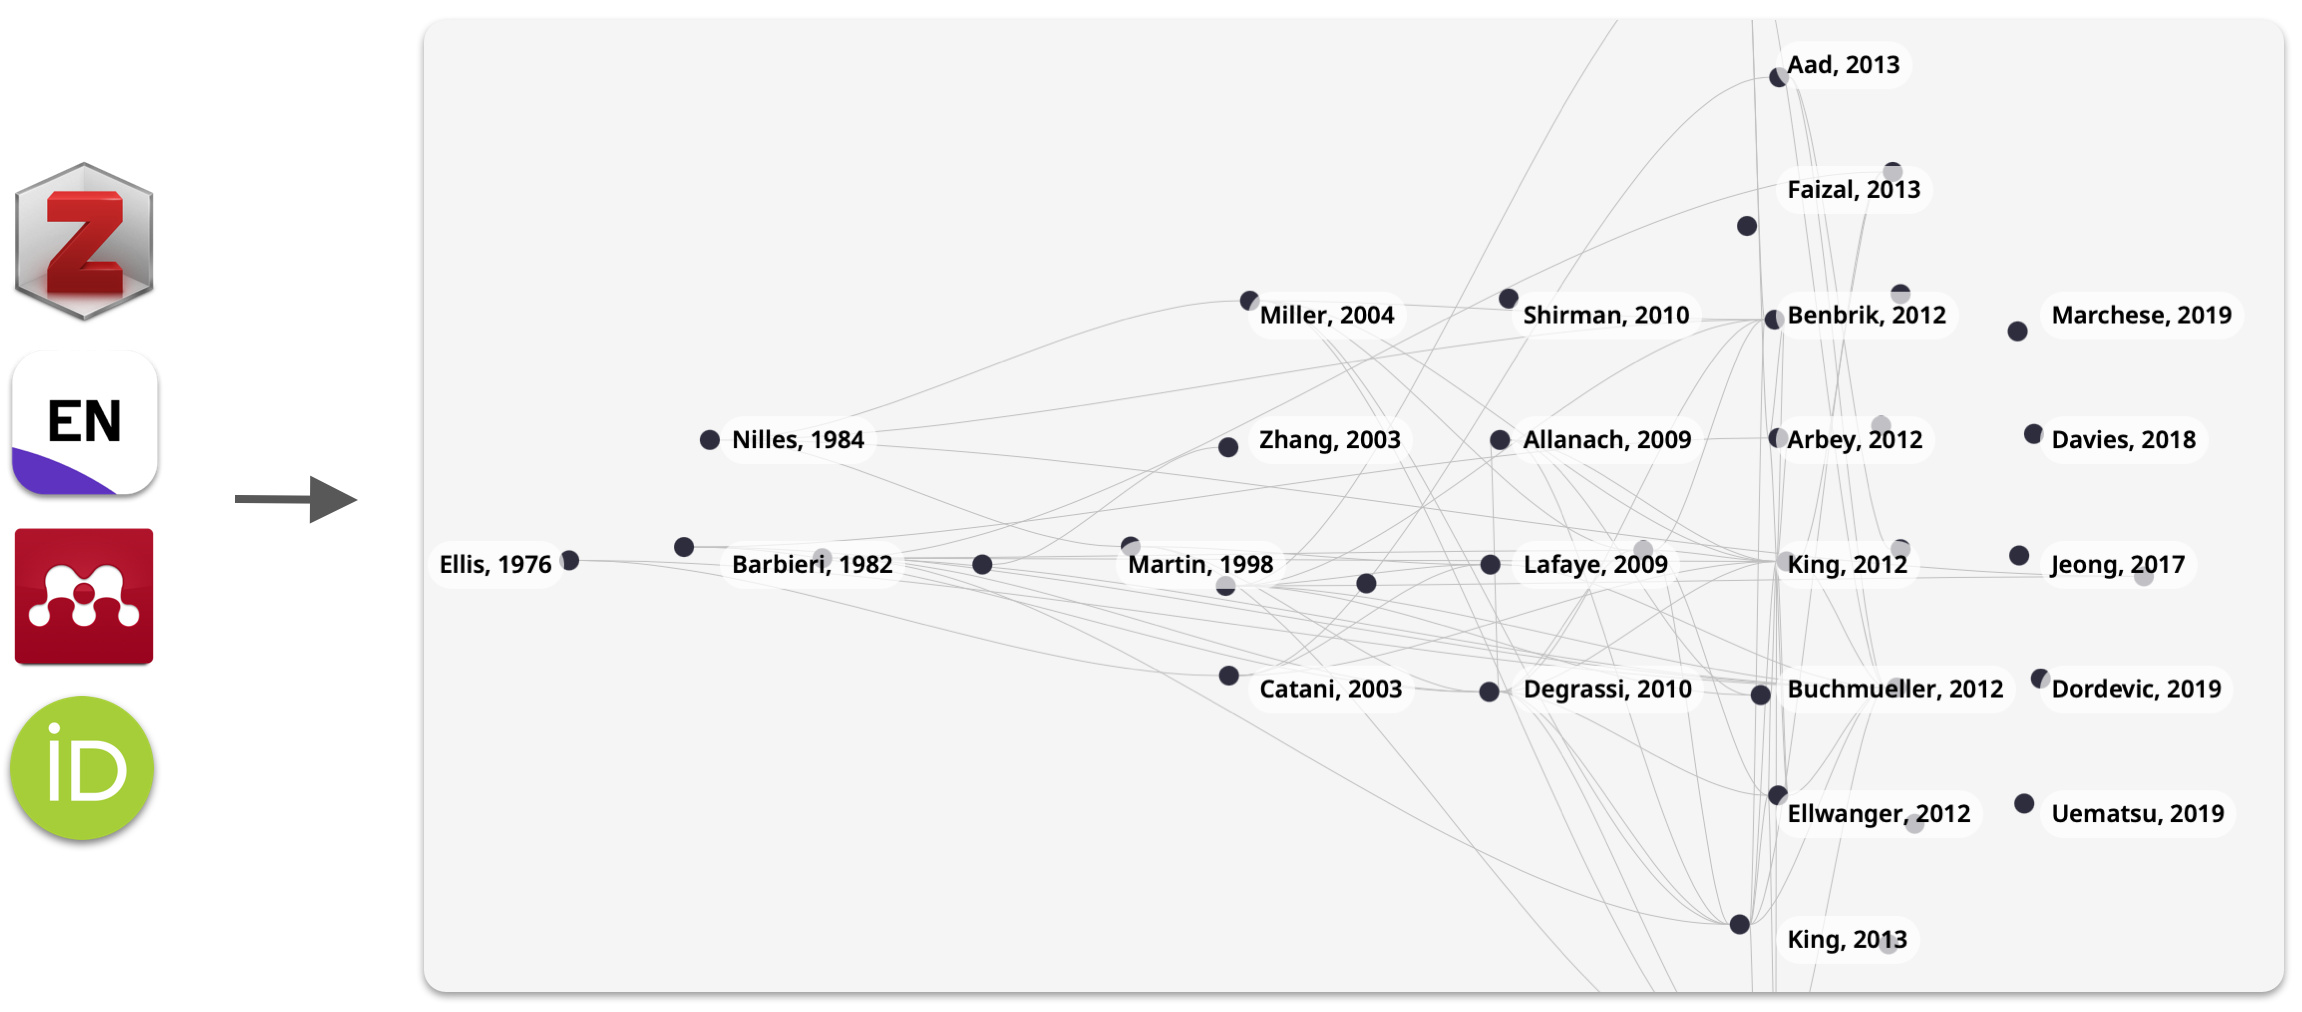 Z
EN
iD
Aad, 2013
Faizal, 2013
Miller, 2004
Shirman, 2010
Benbrik, 2012
Marchese, 2019
Nilles, 1984
Zhang, 2003
Allanach, 2009
Arbey, 2012
Davies, 2018
Ellis, 1976
Barbieri, 1982
Martin, 1998
Lafaye, 2009
King, 2012
Jeong, 2017
Catani, 2003
Degrassi, 2010
Buchmueller, 2012
Dordevic, 2019
Ellwanger, 2012
Uematsu, 2019
King, 2013